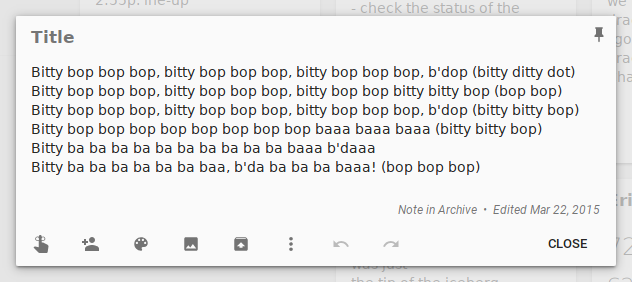 2:55p: line-up
- check the status of the
we
Title
Bitty bop bop bop, bitty bop bop bop, bitty bop bop bop, b'dop (bitty ditty dot)
Bitty bop bop bop, bitty bop bop bop, bitty bop bop bitty bitty bop (bop bop)
Bitty bop bop bop, bitty bop bop bop, bitty bop bop bop, b'dop (bitty bitty bop)
Bitty bop bop bop bop bop bop bop bop baaa baaa baaa (bitty bitty bop)
Bitty ba ba ba ba ba ba ba ba ba ba baaa b'daaa
Bitty ba ba ba ba ba ba baa, b'da ba ba ba baaa! (bop bop bop)
Note in Archive • Edited Mar 22, 2015
CLOSE
was just
the tip of the iceberg